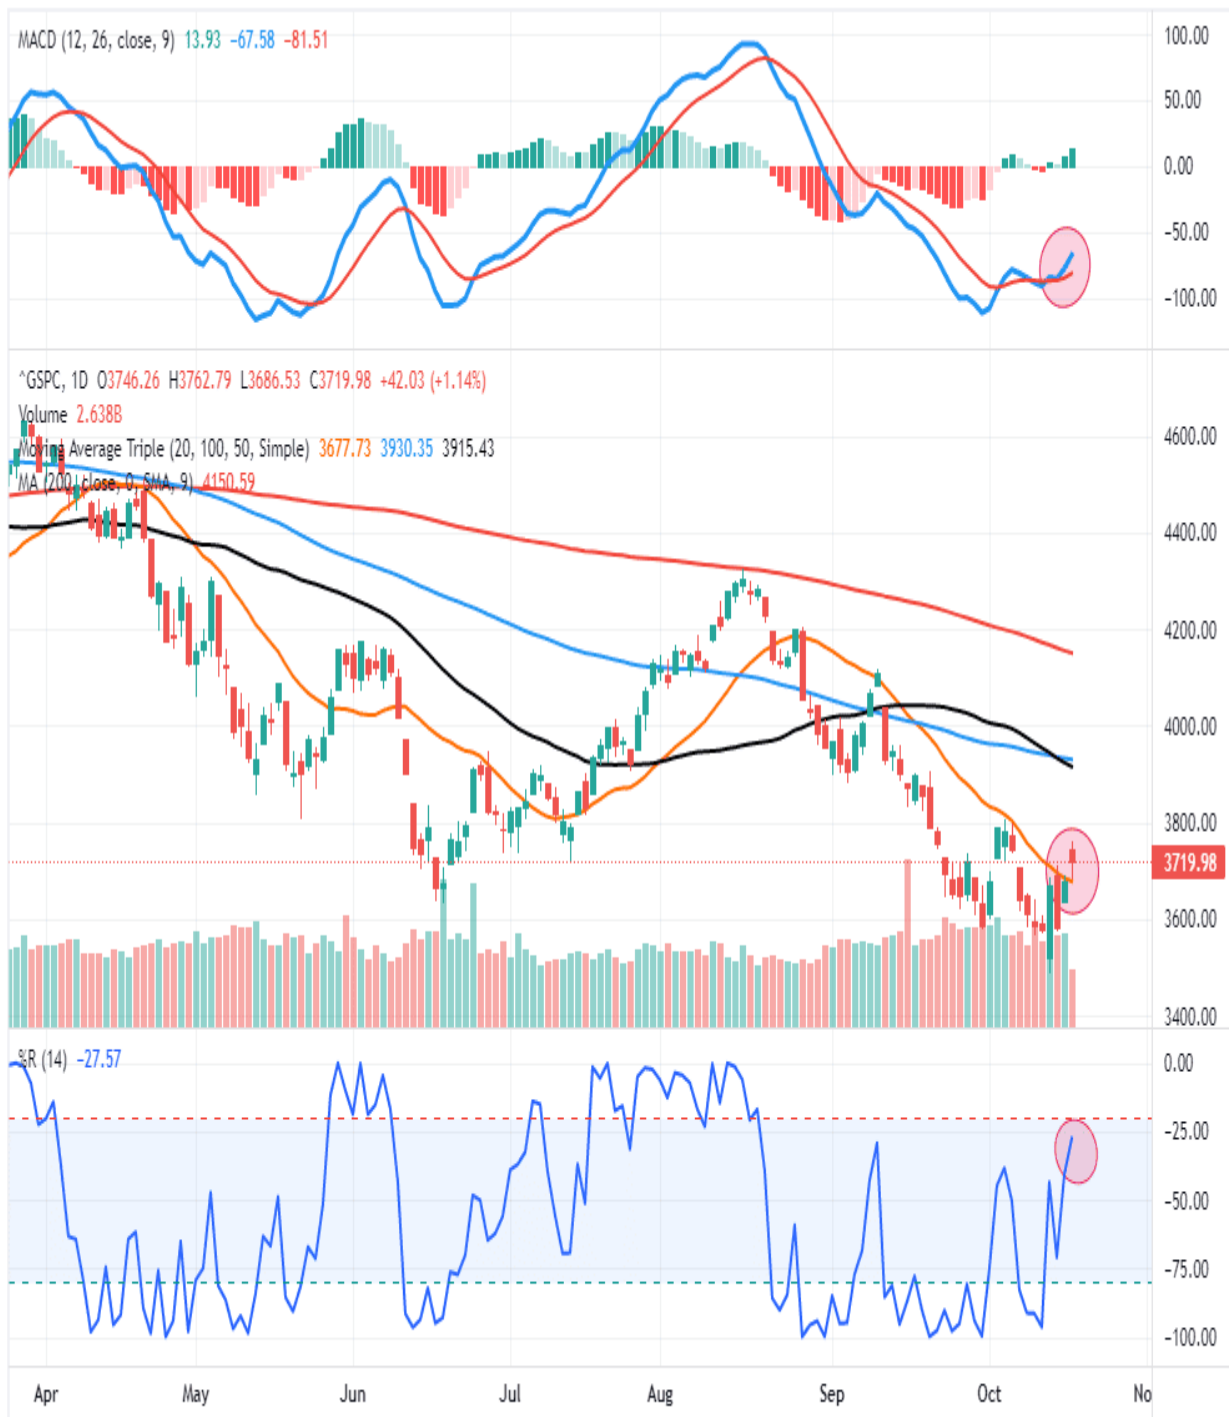 MACD (12, 26, close, 9) 13.93 −67.58 −81.51
100.00
50.00
0.00
−50.00
−100.00
^GSPC, 1D O3746.26 H3762.79 L3686.53 C3719.98 +42.03 (+1.14%)
Volume 2.638B
Moving Average Triple (20, 100, 50, Simple) 3677.73 3930.35 3915.43
MA (200, close, 0, SMA, 9) 4150.59
4600.00
4400.00
4200.00
4000.00
3800.00
3719.98
3600.00
3400.00
%R (14) −27.57
0.00
−25.00
−50.00
−75.00
−100.00
Apr May Jun Jul Aug Sep Oct No